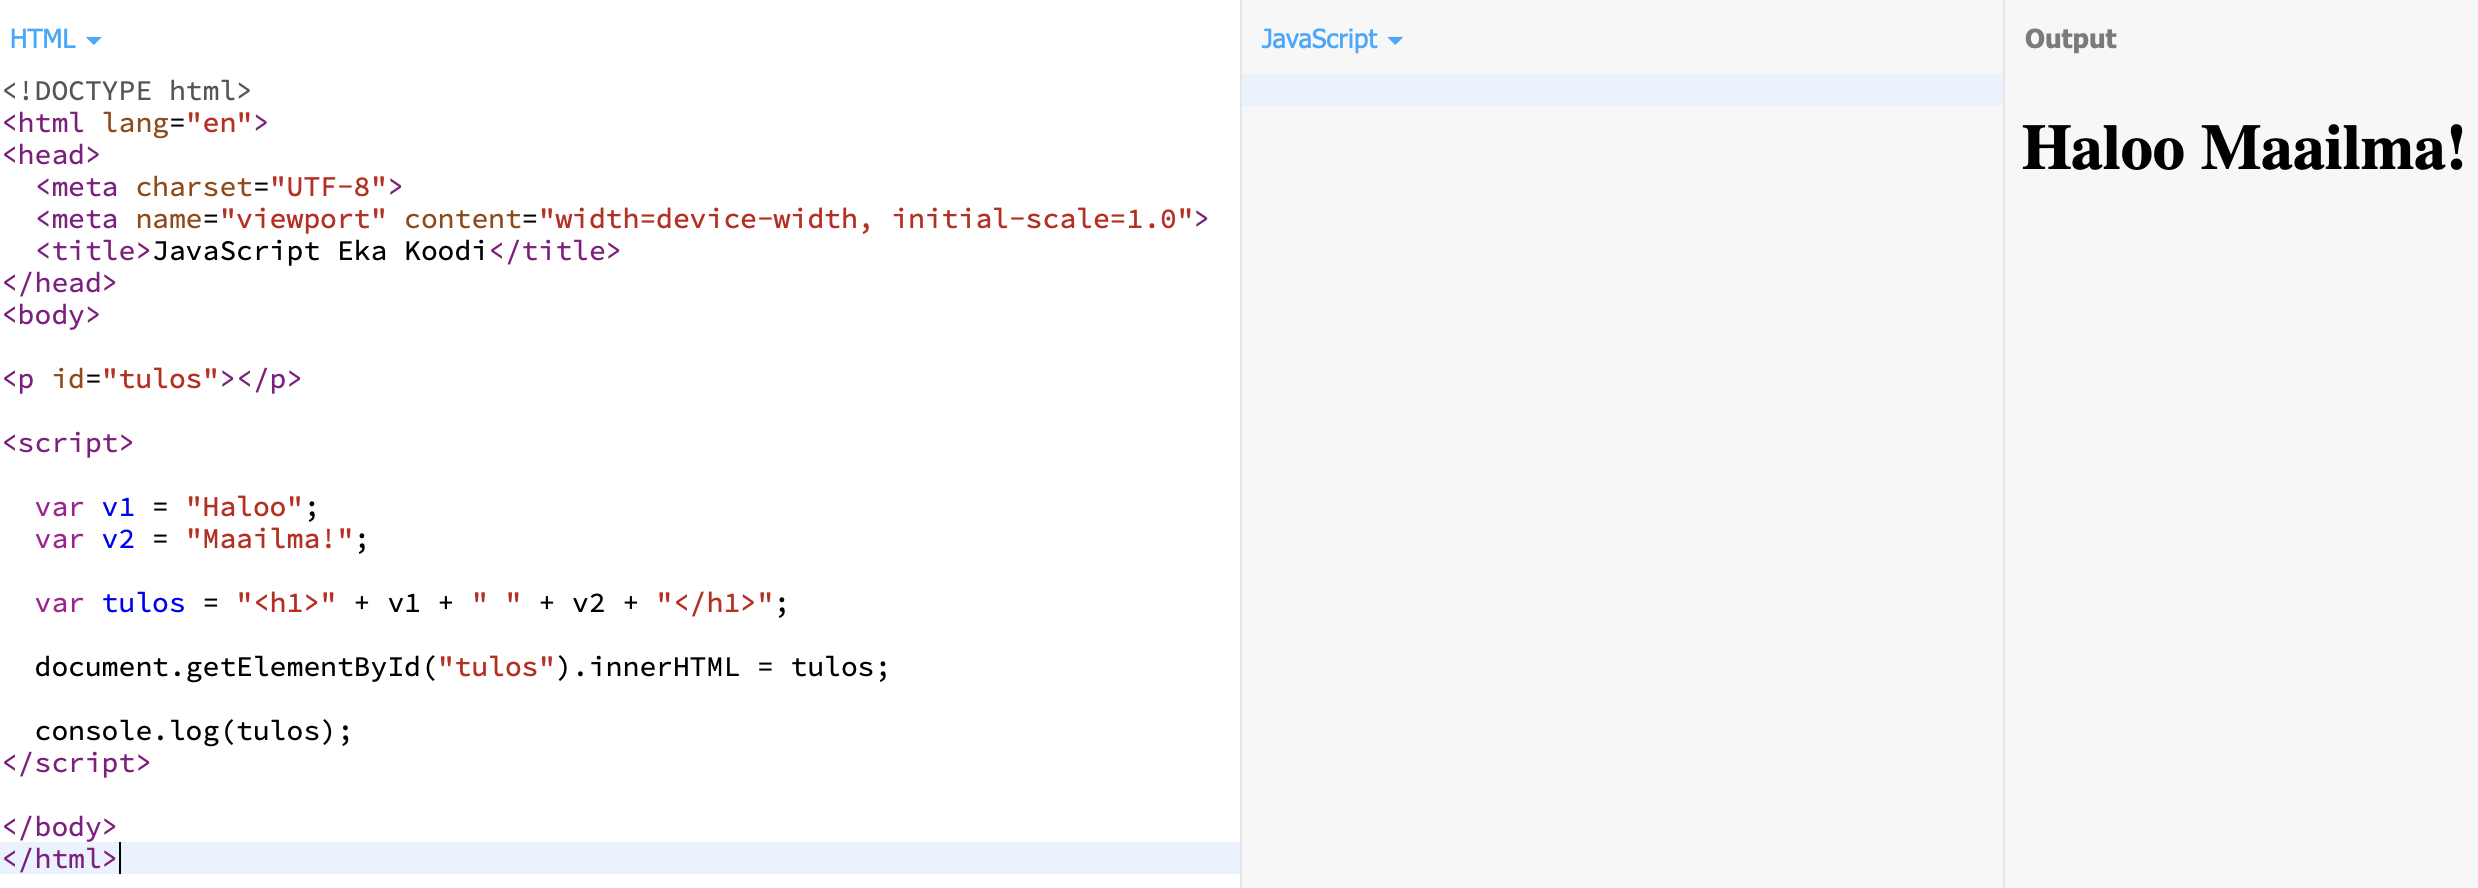 HTML
<!DOCTYPE html>
<html lang="en">
<head>
  <meta charset="UTF-8">
  <meta name="viewport" content="width=device-width, initial-scale=1.0">
  <title>JavaScript Eka Koodi</title>
</head>
<body>
<p id="tulos"></p>
<script>
  var v1 = "Haloo";
  var v2 = "Maailma!";
  var tulos = "<h1>" + v1 + " " + v2 + "</h1>";
  document.getElementById("tulos").innerHTML = tulos;
  console.log(tulos);
</script>
</body>
</html>
JavaScript
Output
Haloo Maailma!